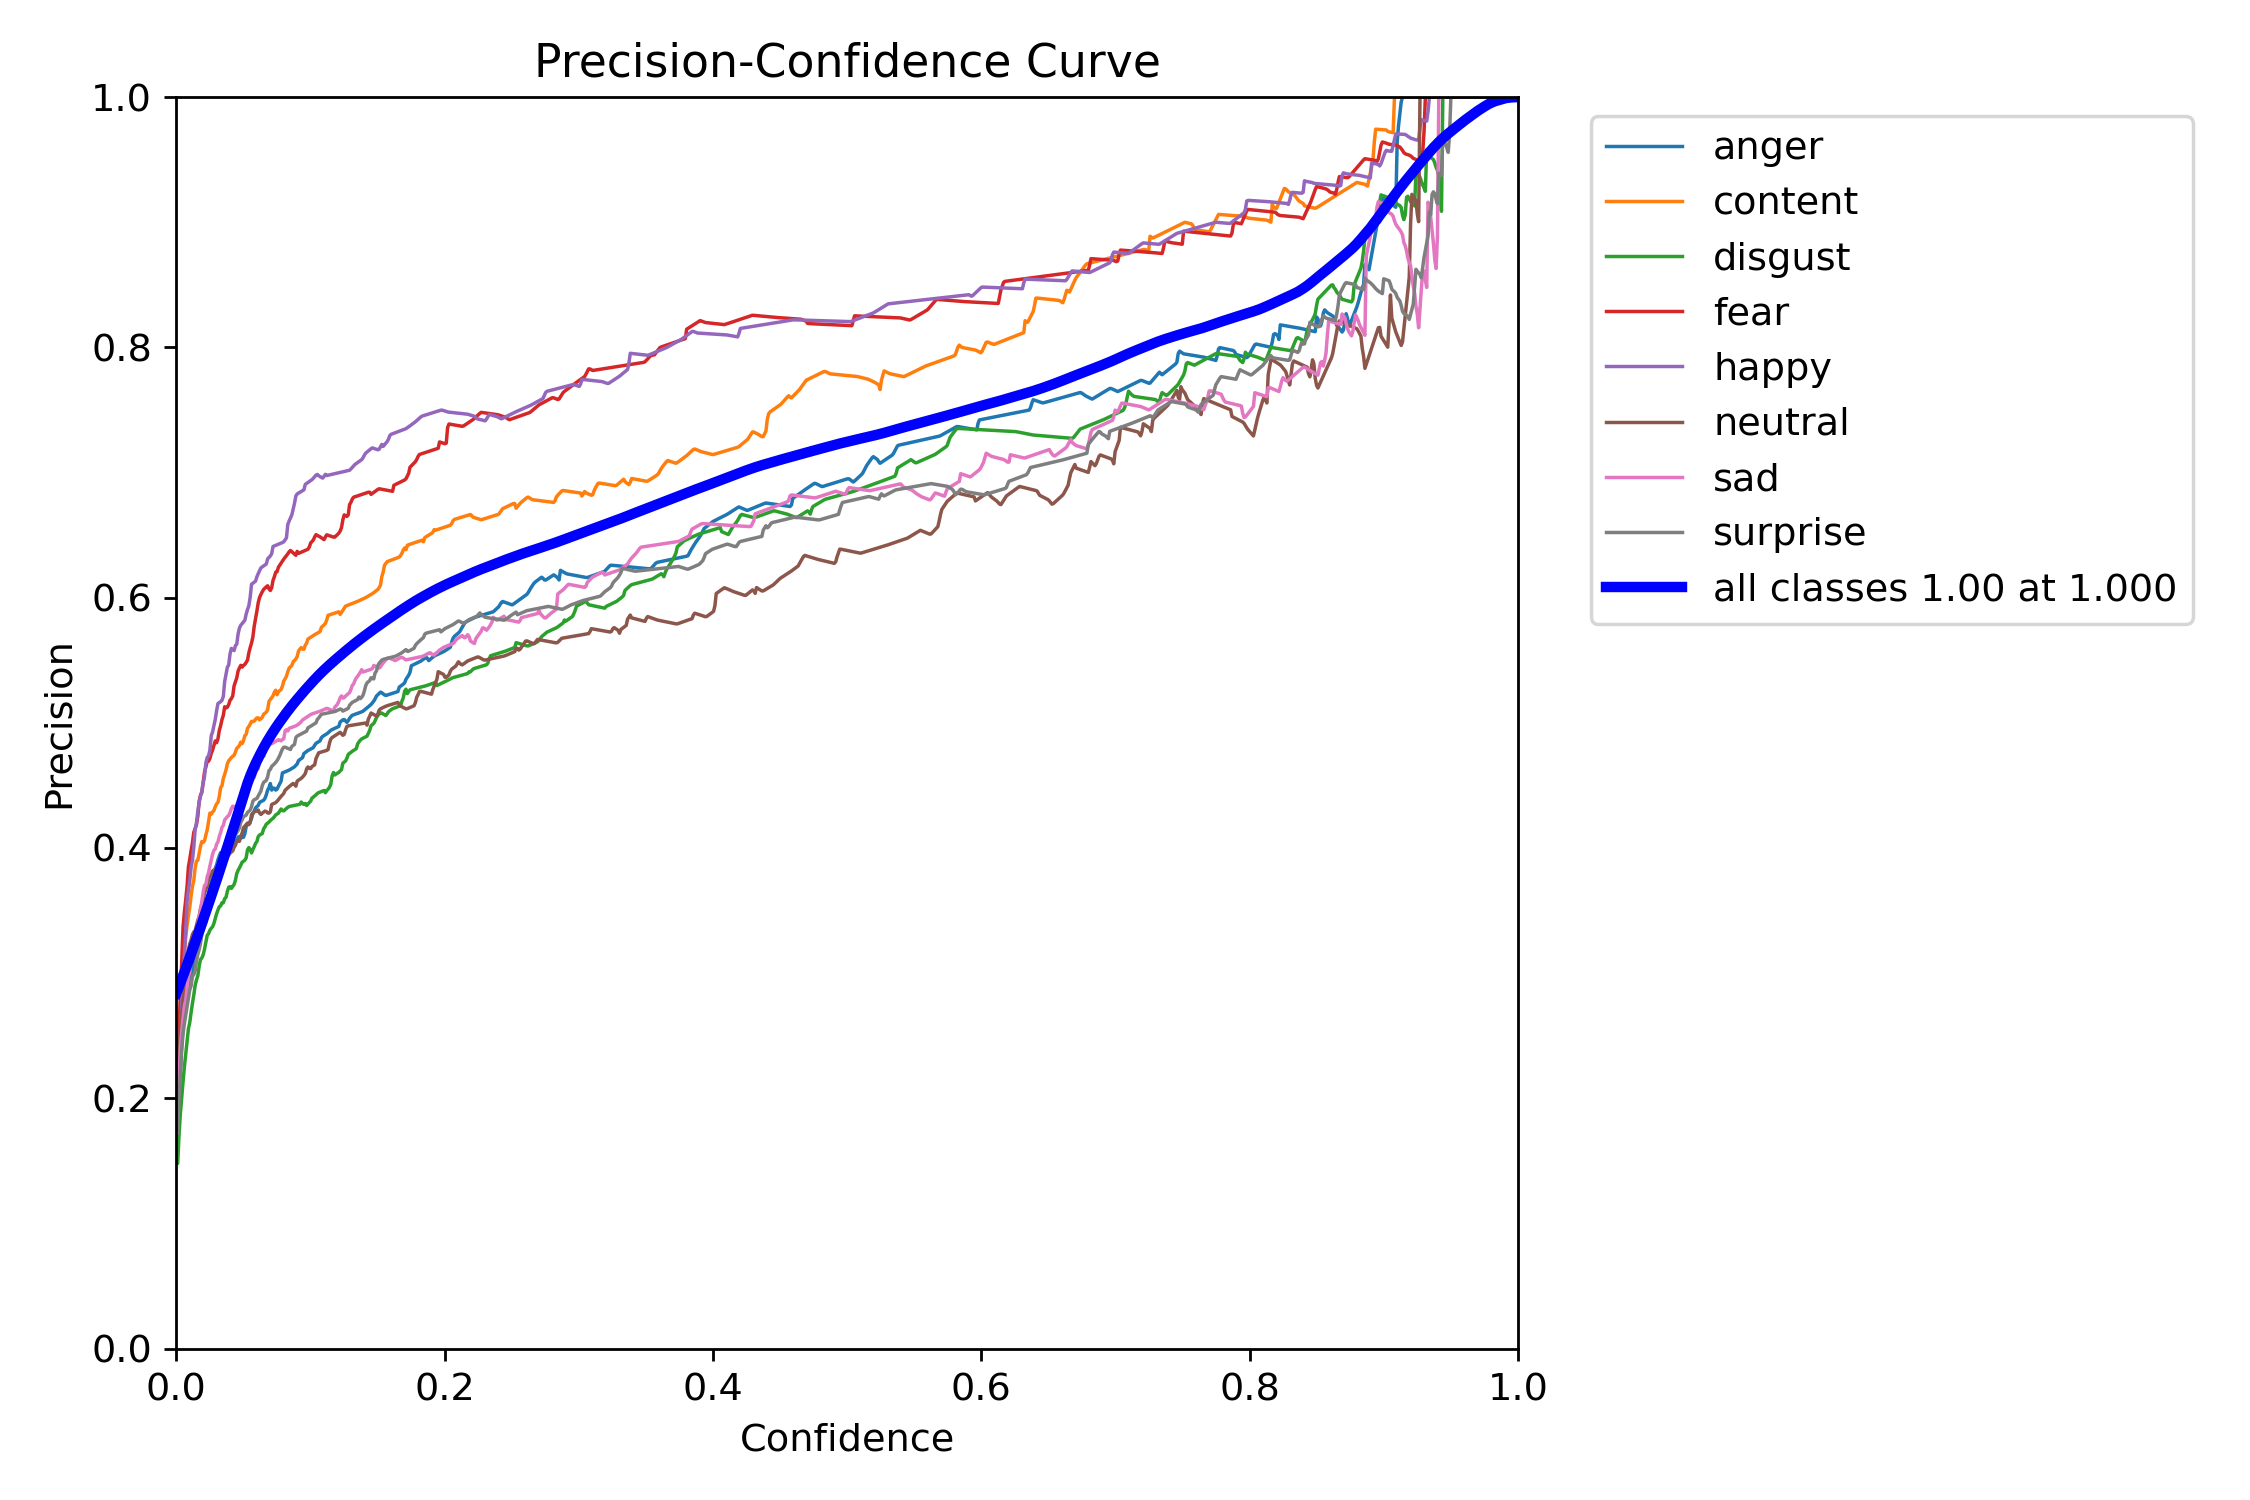 Precision-Confidence Curve
1.0
0.8
0.6
0.4
0.2
0.0
Precision
0.0 0.2 0.4 0.6 0.8 1.0
Confidence
anger
content
disgust
fear
happy
neutral
sad
surprise
all classes 1.00 at 1.000